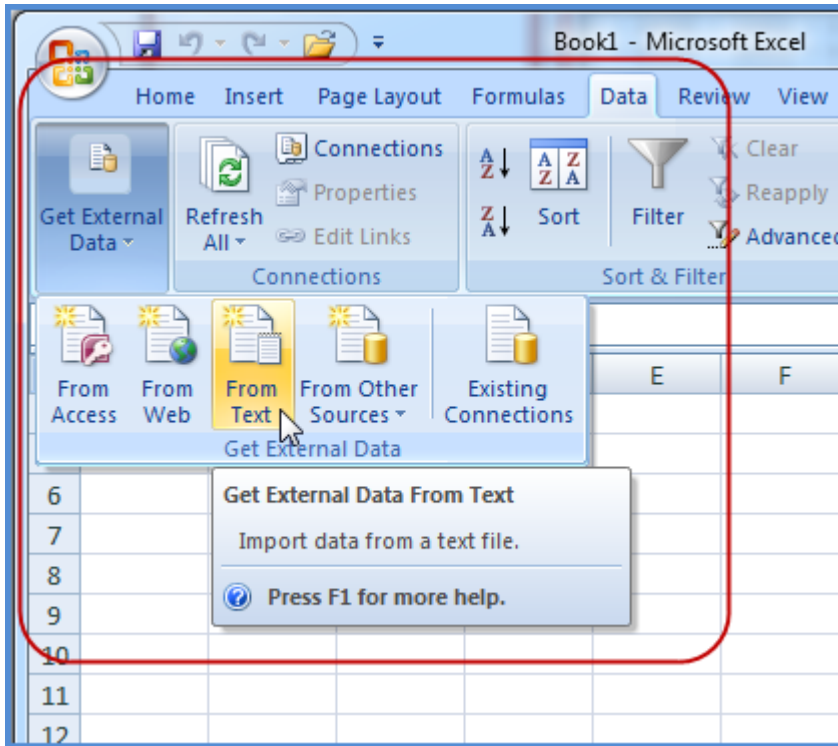 Book1 - Microsoft Excel
Home Insert Page Layout Formulas Data Review View
Get External Data
Refresh All
Connections
Properties
Edit Links
Connections
A Z
Z A
A Z
Z A
Sort
Filter
Clear
Reapply
Advanced
Sort & Filter
From Access
From Web
From Text
From Other Sources
Existing Connections
Get External Data
E F
6
Get External Data From Text
7
Import data from a text file.
8
9
Press F1 for more help.
10
11
12